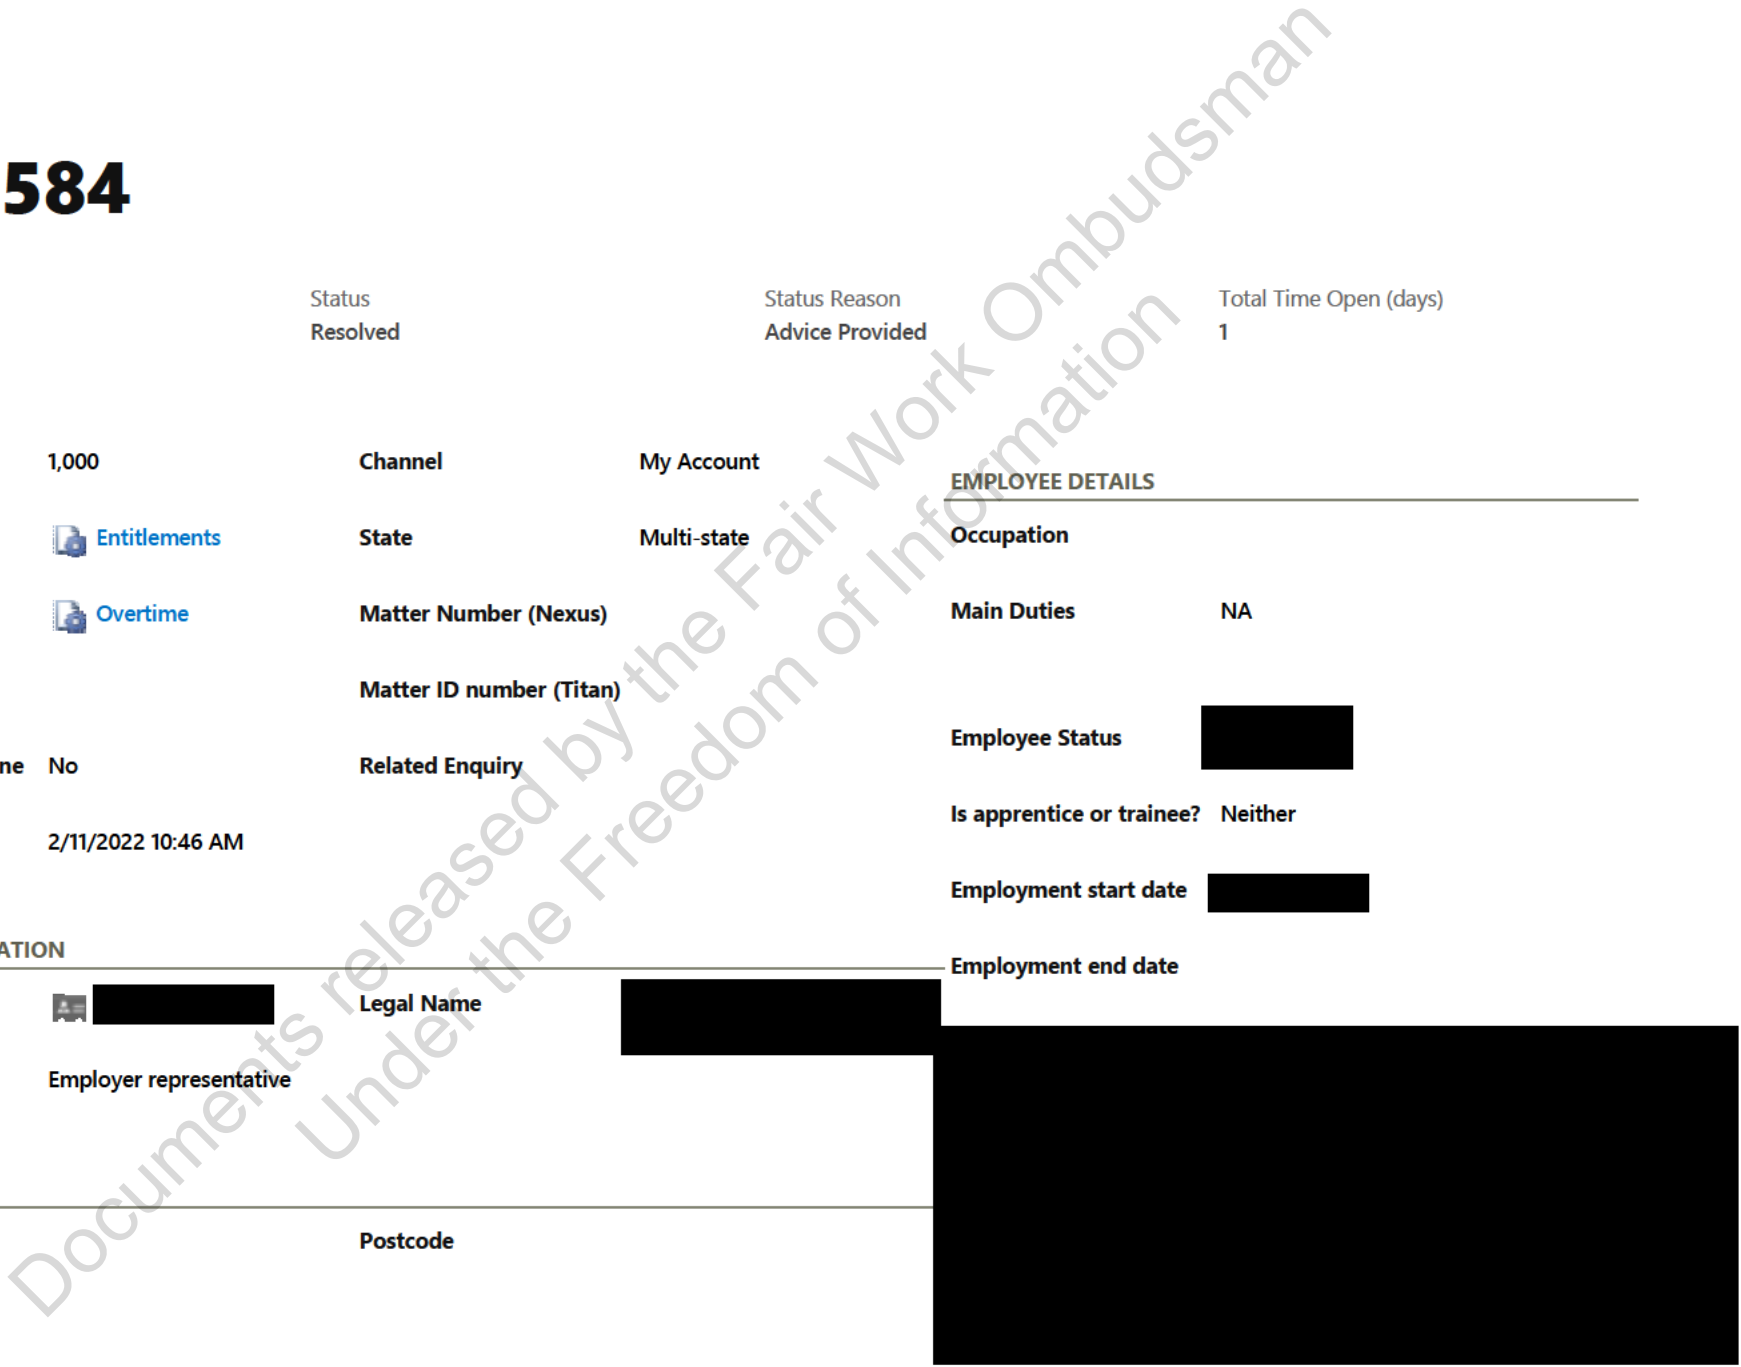 584
Status
Status Reason
Total Time Open (days)
Resolved
Advice Provided
1
1,000
Channel
My Account
Entitlements
State
Multi-state
Overtime
Matter Number (Nexus)
Matter ID number (Titan)
ne No
Related Enquiry
2/11/2022 10:46 AM
EMPLOYEE DETAILS
Occupation
Main Duties
NA
Employee Status
Is apprentice or trainee? Neither
Employment start date
Employment end date
ATION
Legal Name
Employer representative
Postcode
Documents released by the Fair Work Ombudsman
Under the Freedom of Information